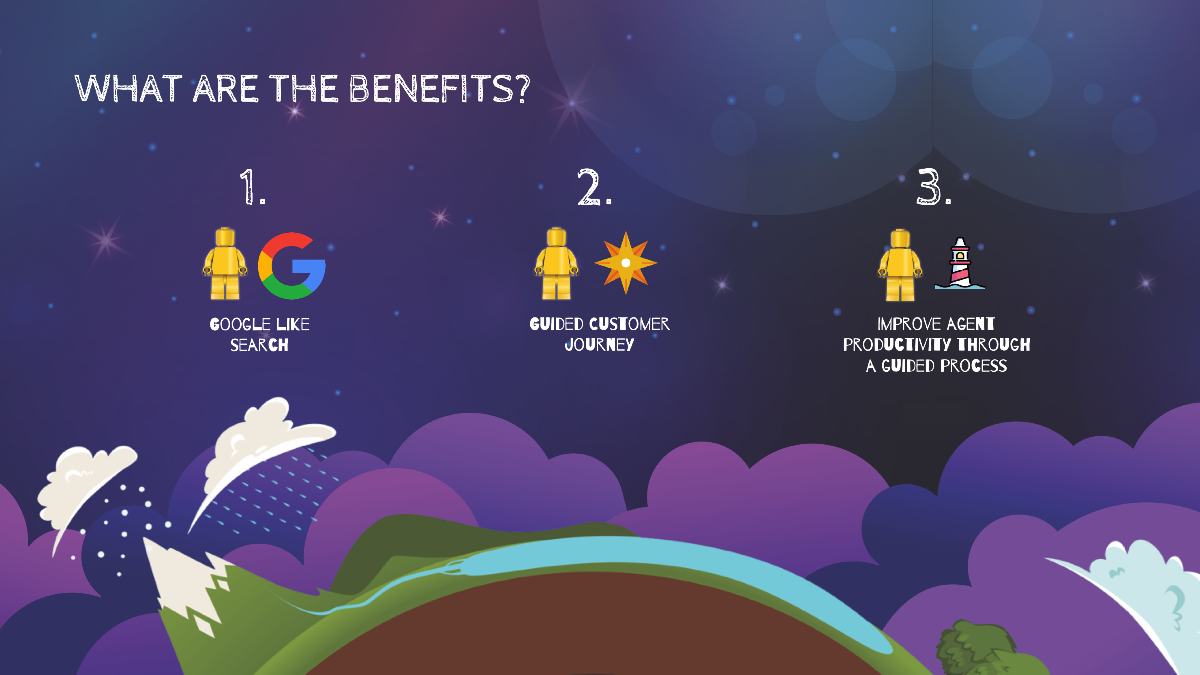 WHAT ARE THE BENEFITS?
1.
GOOGLE LIKE
SEARCH
2.
GUIDED CUSTOMER
JOURNEY
3.
IMPROVE AGENT
PRODUCTIVITY THROUGH
A GUIDED PROCESS